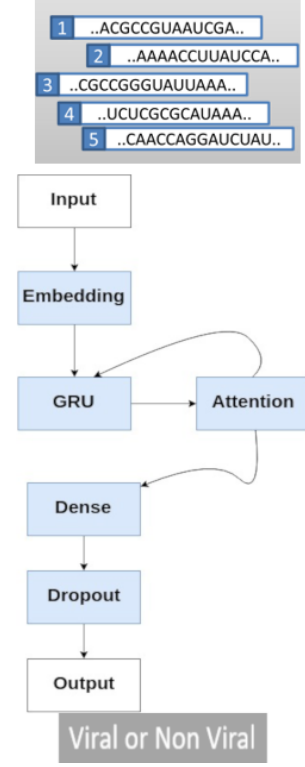 1 ..ACGCCGUAAUCGA..
2 ..AAAACCUUAUCCA..
3 ..CGCCGGGUAUUAAA..
4 ..UCUCGCGCAUAAA..
5 ..CAACCAGGAUCUAU..
Input
Embedding
GRU Attention
Dense
Dropout
Output
Viral or Non Viral